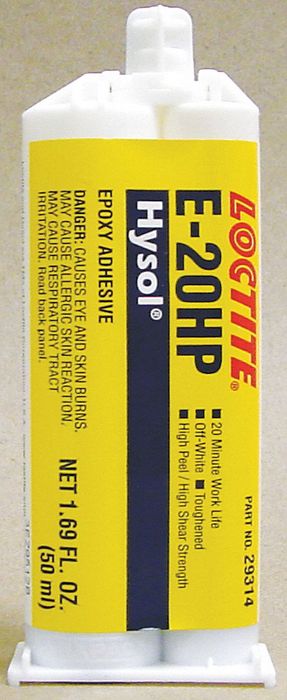 LOCTITE®
PART NO. 29314
E-20HP
■ 20 Minute Work Life
■ Off-White ■ Toughened
■ High Peel / High Shear Strength
Hysol®
EPOXY ADHESIVE
DANGER: CAUSES EYE AND SKIN BURNS.
MAY CAUSE ALLERGIC SKIN REACTION.
MAY CAUSE RESPIRATORY TRACT
IRRITATION. Read back panel.
NET 1.69 FL. OZ.
(50 ml)